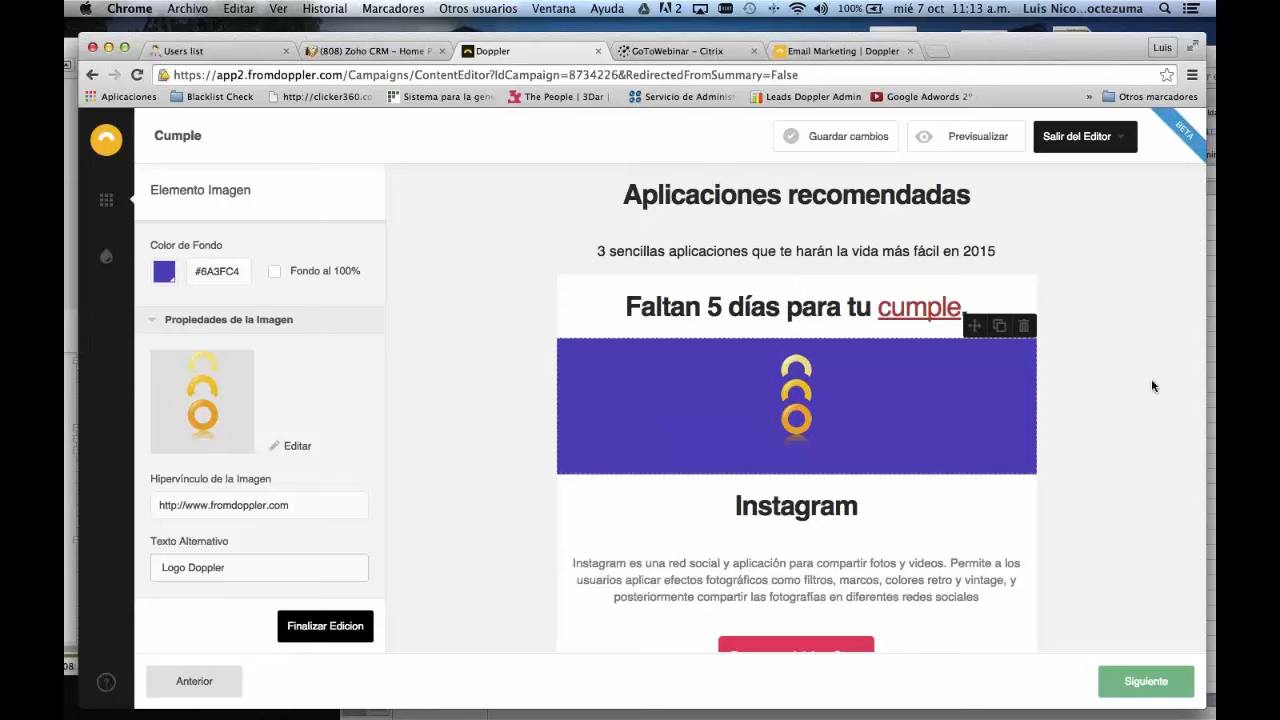 Chrome Archivo Editar Ver Historial Marcadores Otros usuarios Ventana Ayuda 2 100% mié 7 oct 11:13 a.m. Luis Nico...octezuma
Users list (808) Zoho CRM - Home P Doppler GoToWebinar - Citrix Email Marketing | Doppler Luis
https://app2.fromdoppler.com/Campaigns/ContentEditor?IdCampaign=8734226&RedirectedFromSummary=False
Aplicaciones Blacklist Check http://clicker360.co Sistema para la gene The People | 3Dar | Servicio de Adminis Leads Doppler Admin Google Adwords 2º » Otros marcadores
Cumple Guardar cambios Previsualizar Salir del Editor BETA
Elemento Imagen
Color de Fondo
#6A3FC4 Fondo al 100%
Propiedades de la Imagen
Editar
Hipervínculo de la Imagen
http://www.fromdoppler.com
Texto Alternativo
Logo Doppler
Finalizar Edicion
Aplicaciones recomendadas
3 sencillas aplicaciones que te harán la vida más fácil en 2015
Faltan 5 días para tu cumple.
Instagram
Instagram es una red social y aplicación para compartir fotos y videos. Permite a los
usuarios aplicar efectos fotográficos como filtros, marcos, colores retro y vintage, y
posteriormente compartir las fotografías en diferentes redes sociales
08
? Anterior Siguiente